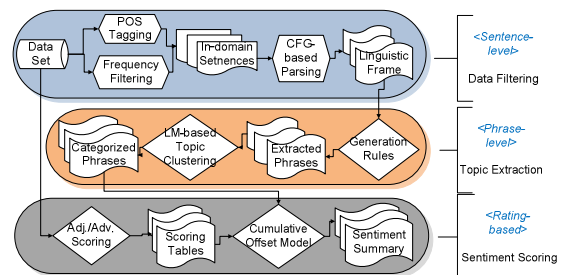 Data
Set
POS
Tagging
Frequency
Filtering
In-domain
Setnences
CFG-
based
Parsing
Linguistic
Frame
<Sentence-
level>
Data Filtering
Categorized
Phrases
LM-based
Topic
Clustering
Extracted
Phrases
Generation
Rules
<Phrase-
level>
Topic Extraction
Adj./Adv.
Scoring
Scoring
Tables
Cumulative
Offset Model
Sentiment
Summary
<Rating-
based>
Sentiment Scoring